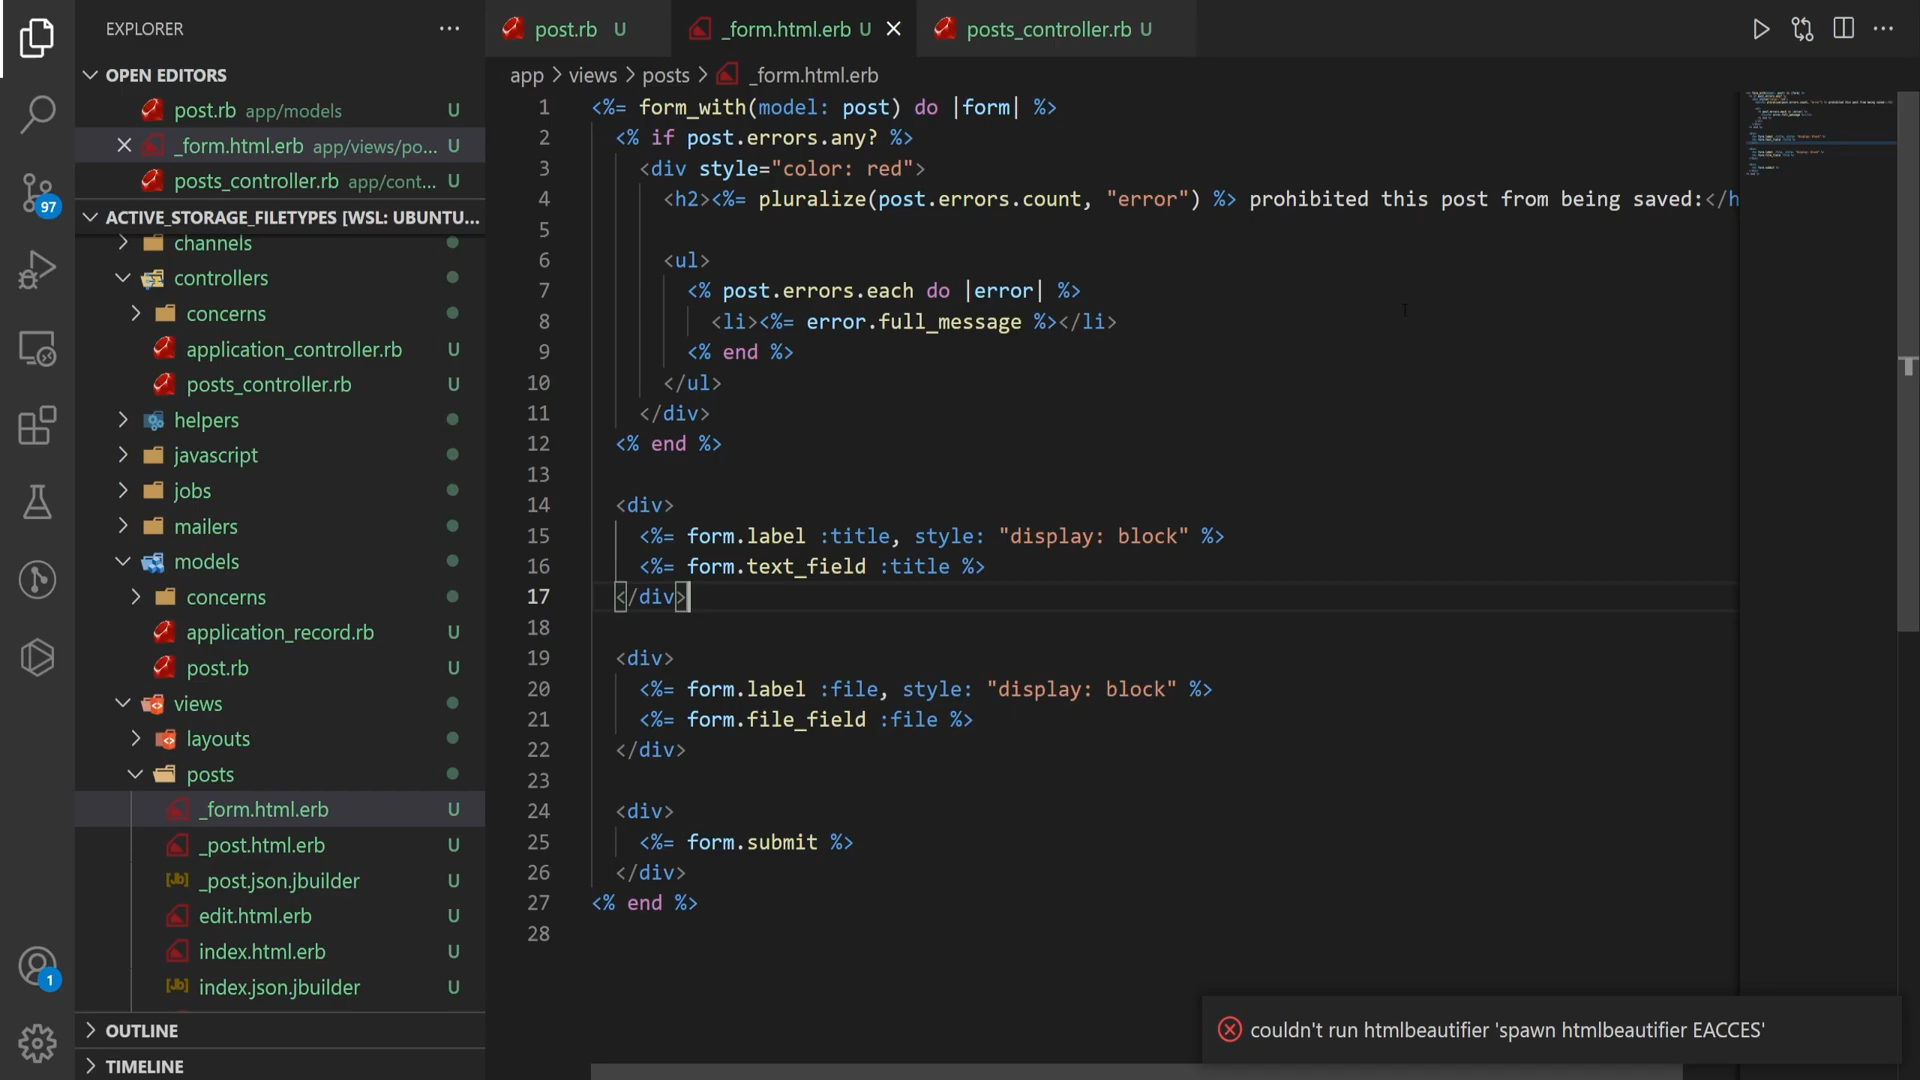 EXPLORER
OPEN EDITORS
post.rb app/models U
_form.html.erb app/views/po... U
posts_controller.rb app/cont... U
ACTIVE_STORAGE_FILETYPES [WSL: UBUNTU...
channels
controllers
concerns
application_controller.rb U
posts_controller.rb U
helpers
javascript
jobs
mailers
models
concerns
application_record.rb U
post.rb U
views
layouts
posts
_form.html.erb U
_post.html.erb U
[Jb] _post.json.jbuilder U
edit.html.erb U
index.html.erb U
[Jb] index.json.jbuilder U
OUTLINE
TIMELINE
97
1
post.rb U
_form.html.erb U
posts_controller.rb U
app > views > posts > _form.html.erb
1 <%= form_with(model: post) do |form| %>
2 <% if post.errors.any? %>
3 <div style="color: red">
4 <h2><%= pluralize(post.errors.count, "error") %> prohibited this post from being saved:</h
5
6 <ul>
7 <% post.errors.each do |error| %>
8 <li><%= error.full_message %></li>
9 <% end %>
10 </ul>
11 </div>
12 <% end %>
13
14 <div>
15 <%= form.label :title, style: "display: block" %>
16 <%= form.text_field :title %>
17 </div>
18
19 <div>
20 <%= form.label :file, style: "display: block" %>
21 <%= form.file_field :file %>
22 </div>
23
24 <div>
25 <%= form.submit %>
26 </div>
27 <% end %>
28
couldn't run htmlbeautifier 'spawn htmlbeautifier EACCES'